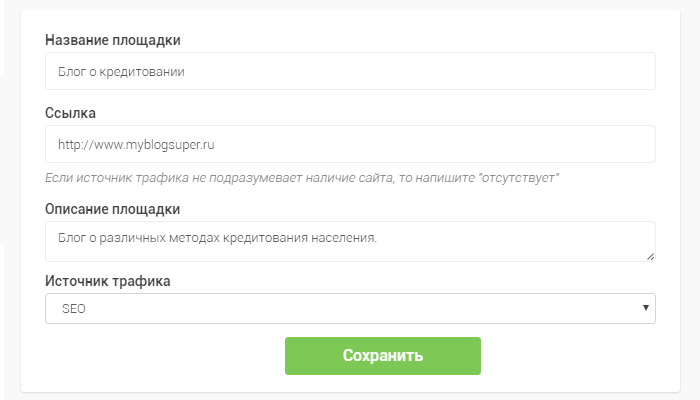 Название площадки
Блог о кредитовании
Ссылка
http://www.myblogsuper.ru
Если источник трафика не подразумевает наличие сайта, то напишите "отсутствует"
Описание площадки
Блог о различных методах кредитования населения.
Источник трафика
SEO
Сохранить